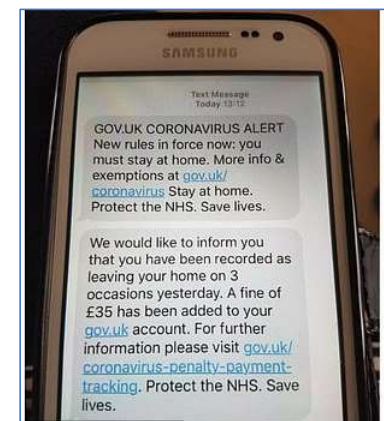 SAMSUNG
Text Message
Today 13:12
GOV.UK CORONAVIRUS ALERT
New rules in force now: you
must stay at home. More info &
exemptions at gov.uk/
coronavirus Stay at home.
Protect the NHS. Save lives.
We would like to inform you
that you have been recorded as
leaving your home on 3
occasions yesterday. A fine of
£35 has been added to your
gov.uk account. For further
information please visit gov.uk/
coronavirus-penalty-payment-
tracking. Protect the NHS. Save
lives.